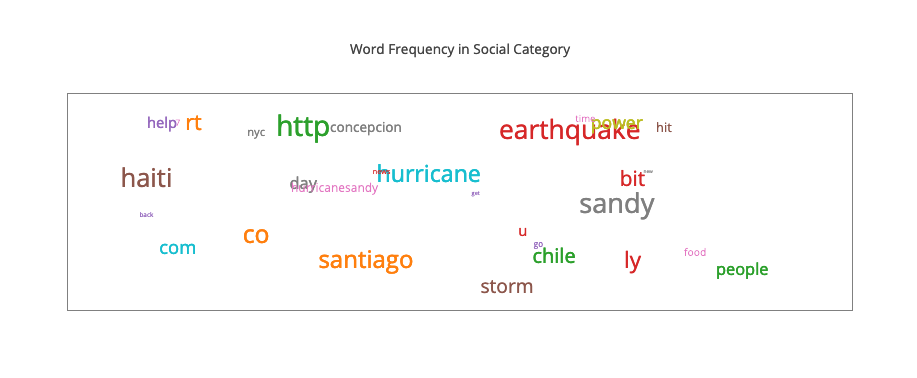 Word Frequency in Social Category
help
7
rt
nyc
http
concepcion
earthquake
time
power
hit
haiti
day
hurricanesandy
news
hurricane
get
bit
new
sandy
back
com
co
santiago
u
go
chile
storm
ly
food
people